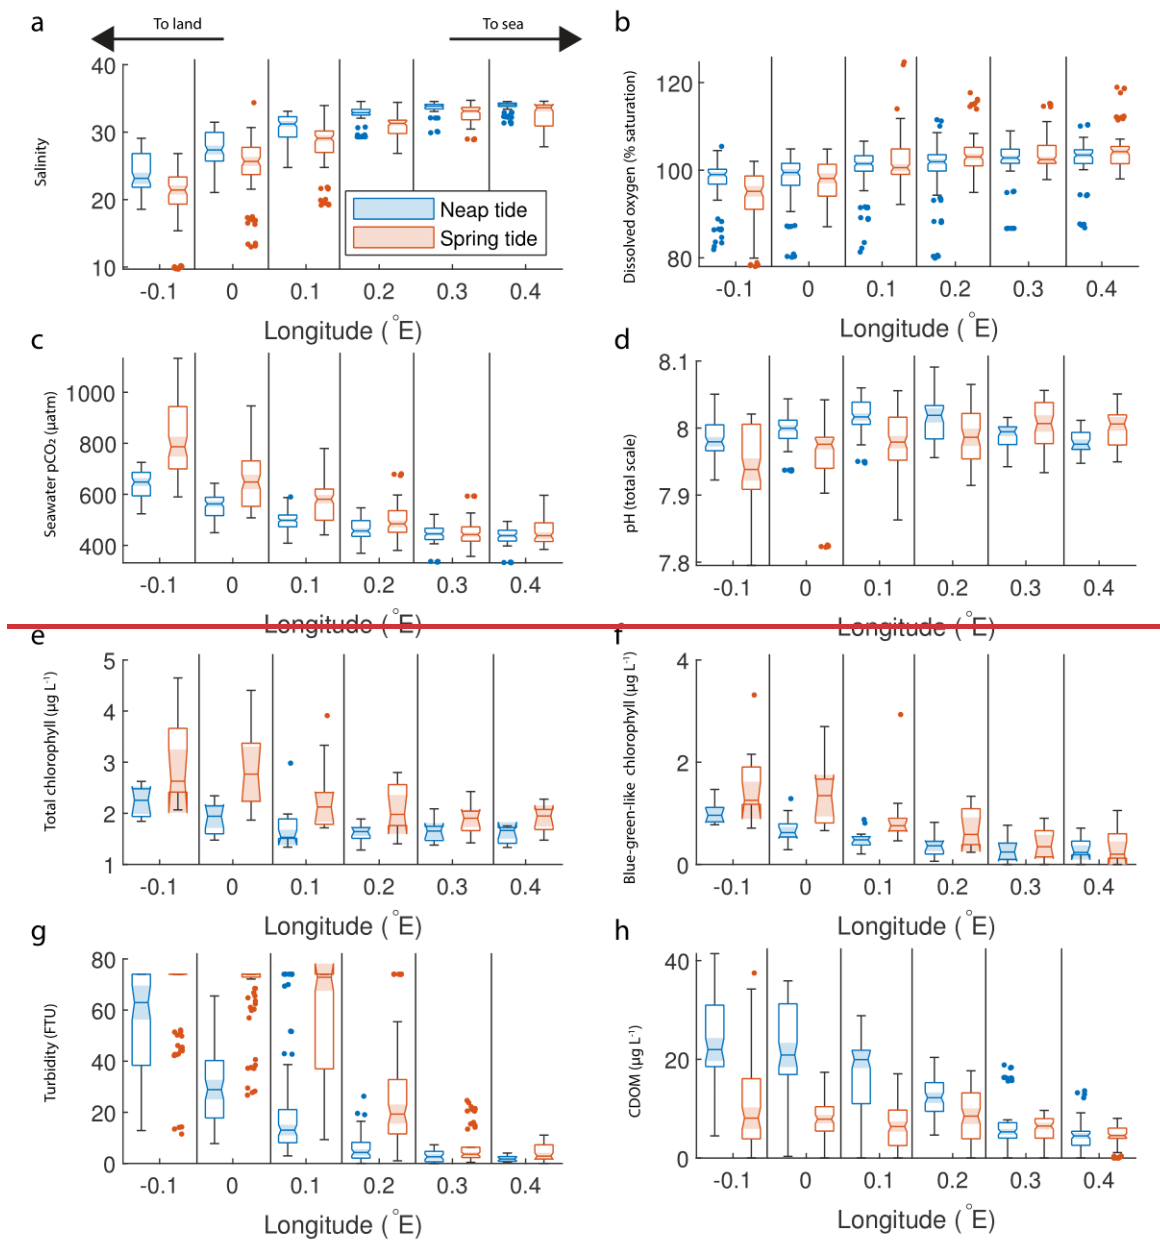 a
To land
To sea
b
40
30
20
10
Salinity
Neap tide
Spring tide
-0.1 0 0.1 0.2 0.3 0.4
Longitude (°E)
120
100
80
Dissolved oxygen (% saturation)
-0.1 0 0.1 0.2 0.3 0.4
Longitude (°E)
c
1000
800
600
400
Seawater pCO₂ (µatm)
-0.1 0 0.1 0.2 0.3 0.4
Longitude (°E)
d
8.1
8
7.9
7.8
pH (total scale)
-0.1 0 0.1 0.2 0.3 0.4
Longitude (°E)
e
5
4
3
2
1
Total chlorophyll (µg L⁻¹)
-0.1 0 0.1 0.2 0.3 0.4
Longitude (°E)
f
4
2
0
Blue-green-like chlorophyll (µg L⁻¹)
-0.1 0 0.1 0.2 0.3 0.4
Longitude (°E)
g
80
60
40
20
0
Turbidity (FTU)
-0.1 0 0.1 0.2 0.3 0.4
Longitude (°E)
h
40
20
0
CDOM (µg L⁻¹)
-0.1 0 0.1 0.2 0.3 0.4
Longitude (°E)